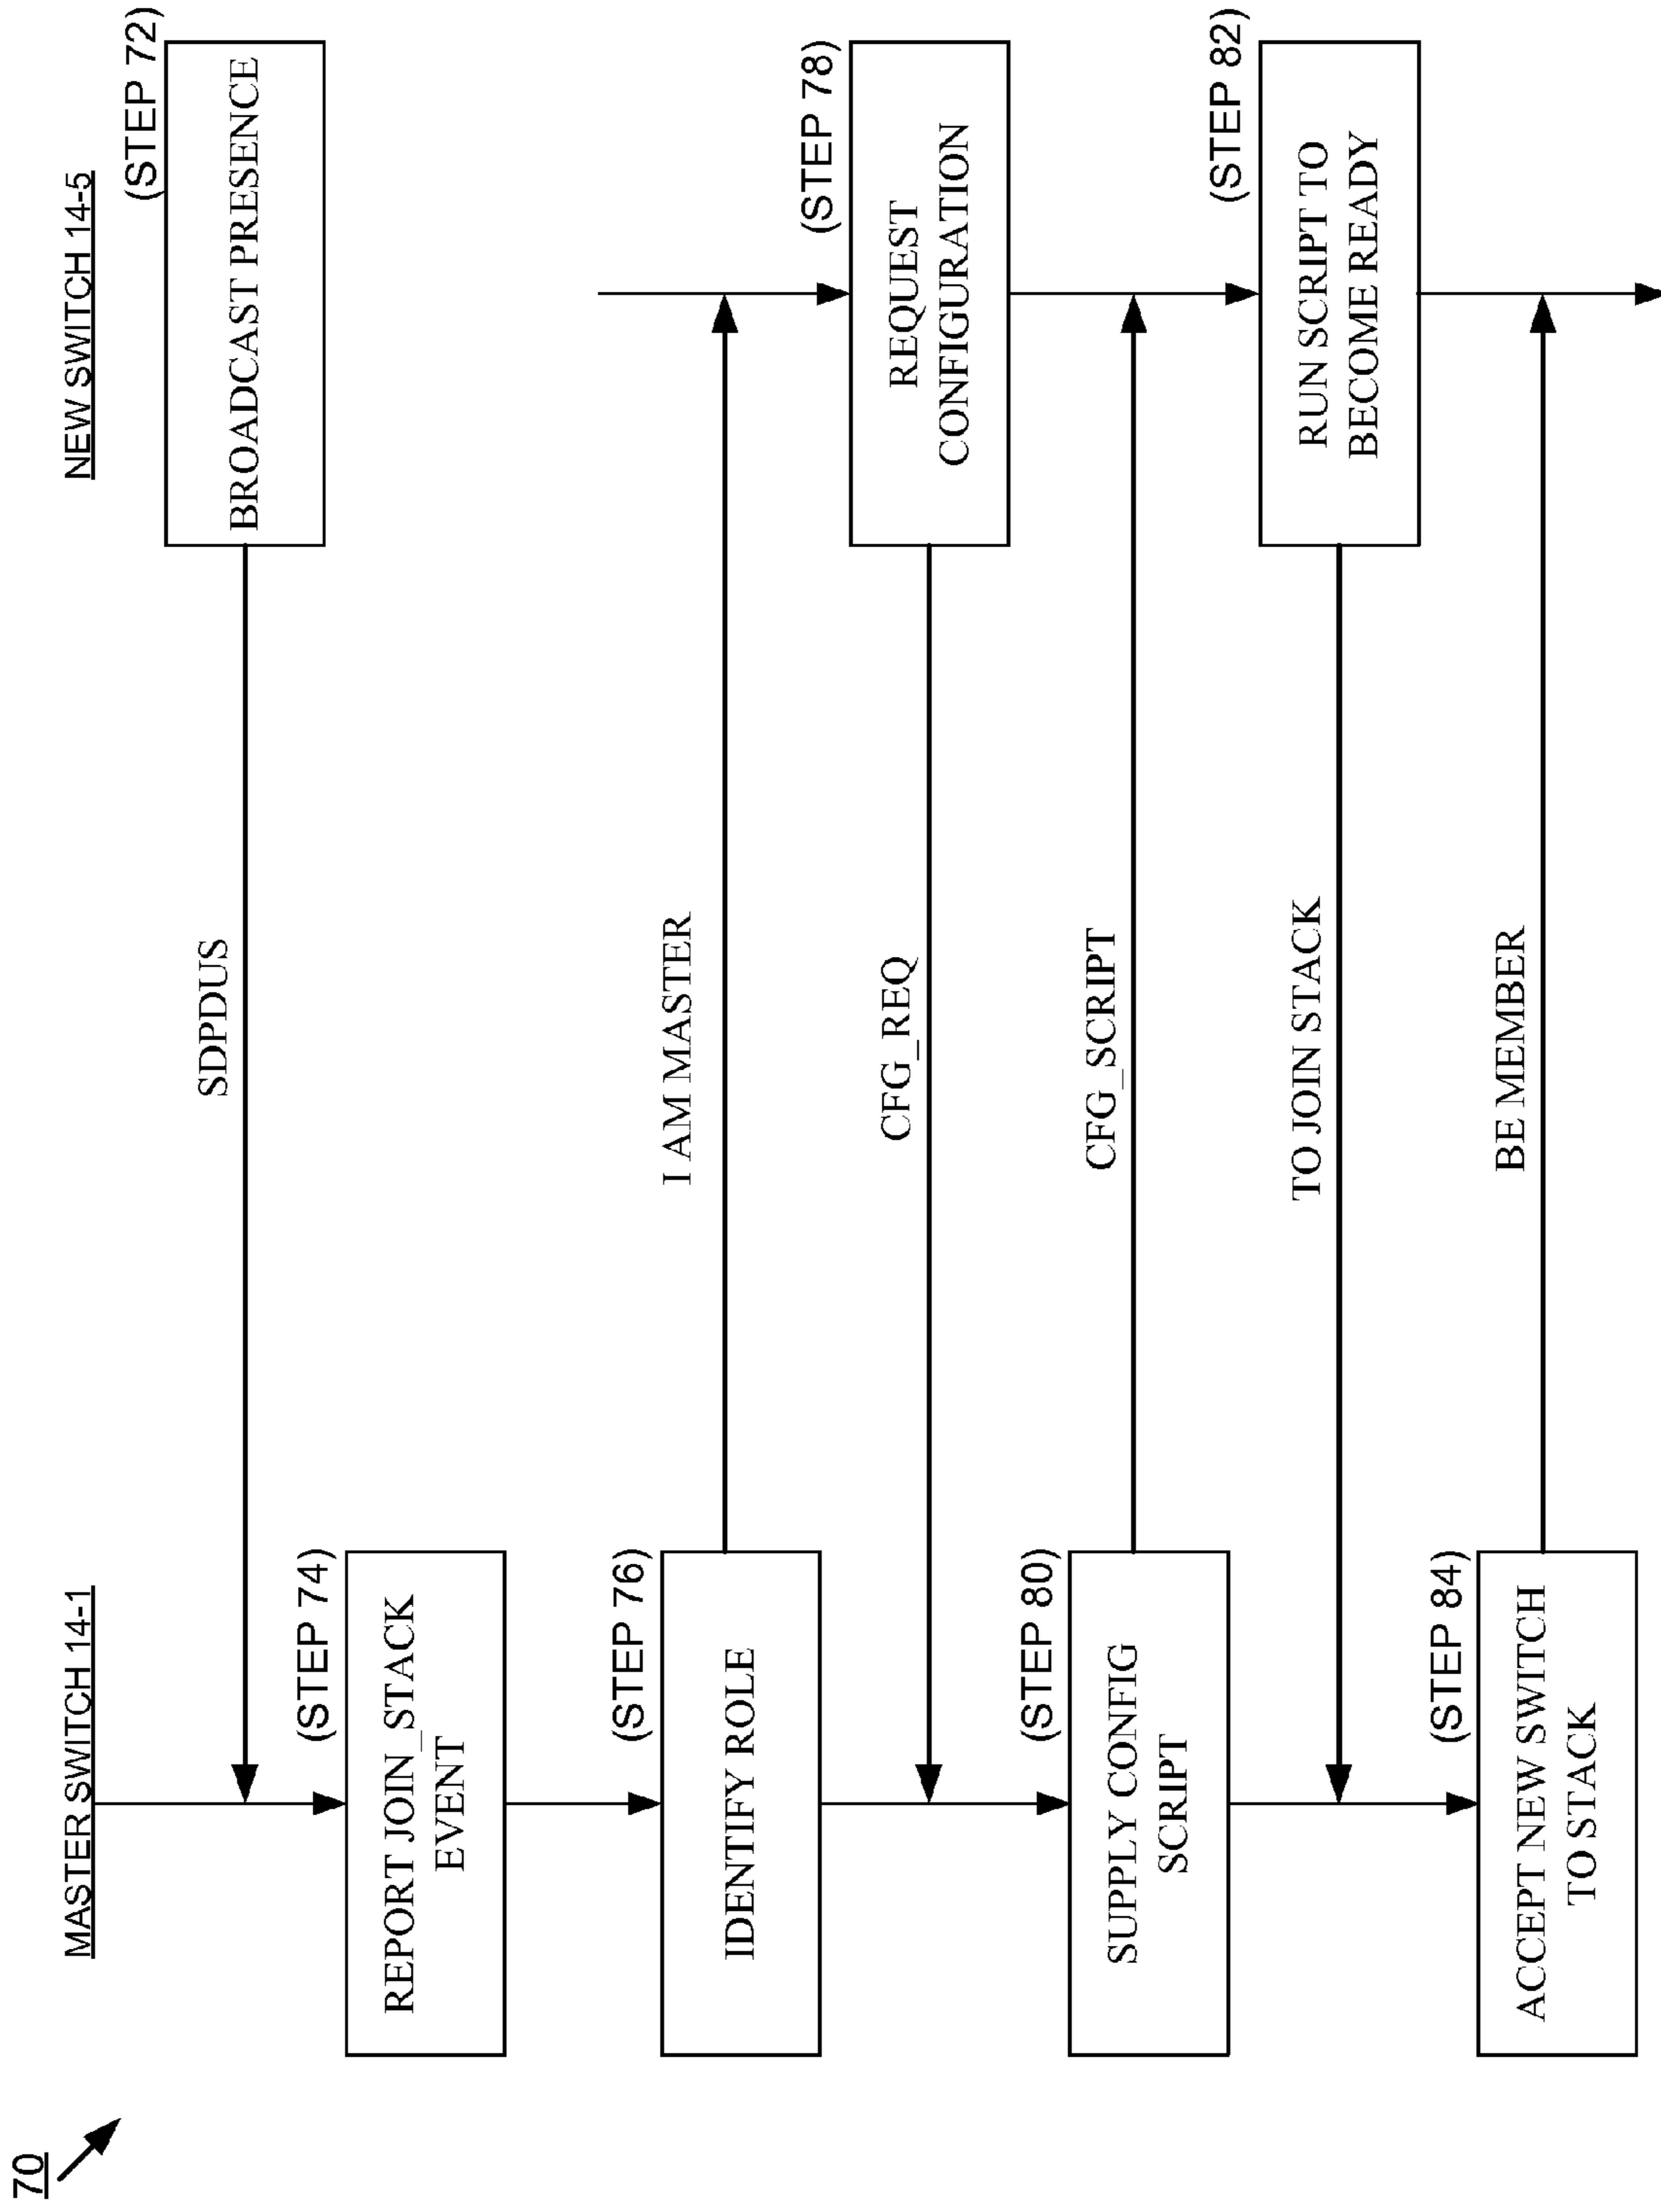 70
MASTER SWITCH 14-1
NEW SWITCH 14-5
(STEP 72)
BROADCAST PRESENCE
SDPDUS
(STEP 74)
REPORT JOIN_STACK
EVENT
(STEP 76)
IDENTIFY ROLE
I AM MASTER
(STEP 78)
REQUEST
CONFIGURATION
CFG_REQ
(STEP 80)
SUPPLY CONFIG
SCRIPT
CFG_SCRIPT
(STEP 82)
RUN SCRIPT TO
BECOME READY
TO JOIN STACK
(STEP 84)
ACCEPT NEW SWITCH
TO STACK
BE MEMBER